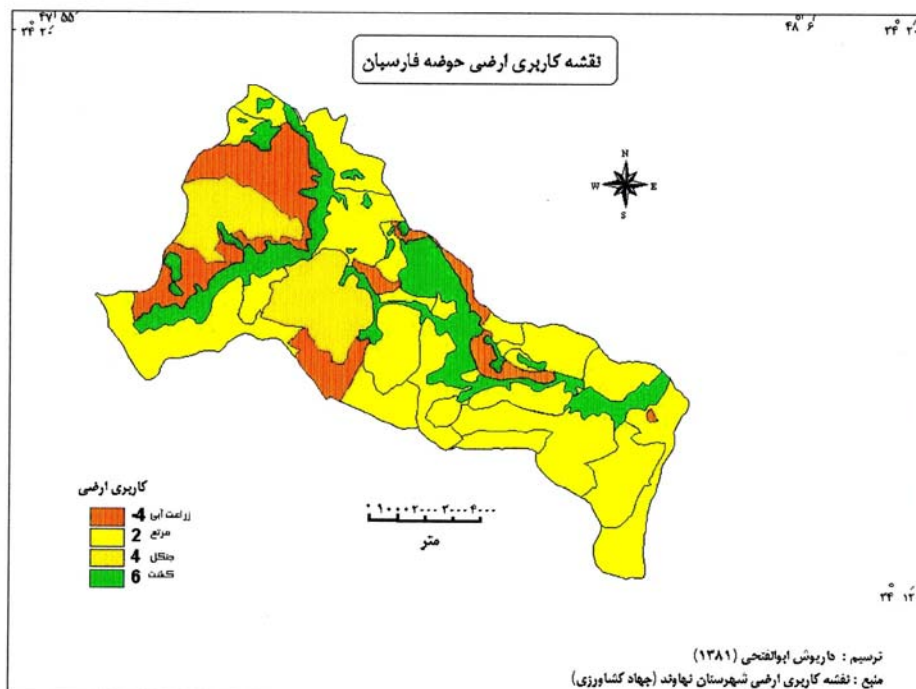 ۴۷° ۵۵´
۳۴° ۲۰´
۴۸° ۶´
۳۴° ۲۰´
نقشه کاربری ارضی حوضه فارسبان
N
W E
S
کاربری ارضی
-4 زراعت آبی
2 مرتع
4 جنگل
6 کشت
۰ ۱۰۰۰ ۲۰۰۰ ۳۰۰۰ ۴۰۰۰
متر
۳۴° ۱۲´
ترسیم : داریوش ابوالفتحی (۱۳۸۱)
منبع : نقشه کاربری ارضی شهرستان نهاوند (جهاد کشاورزی)